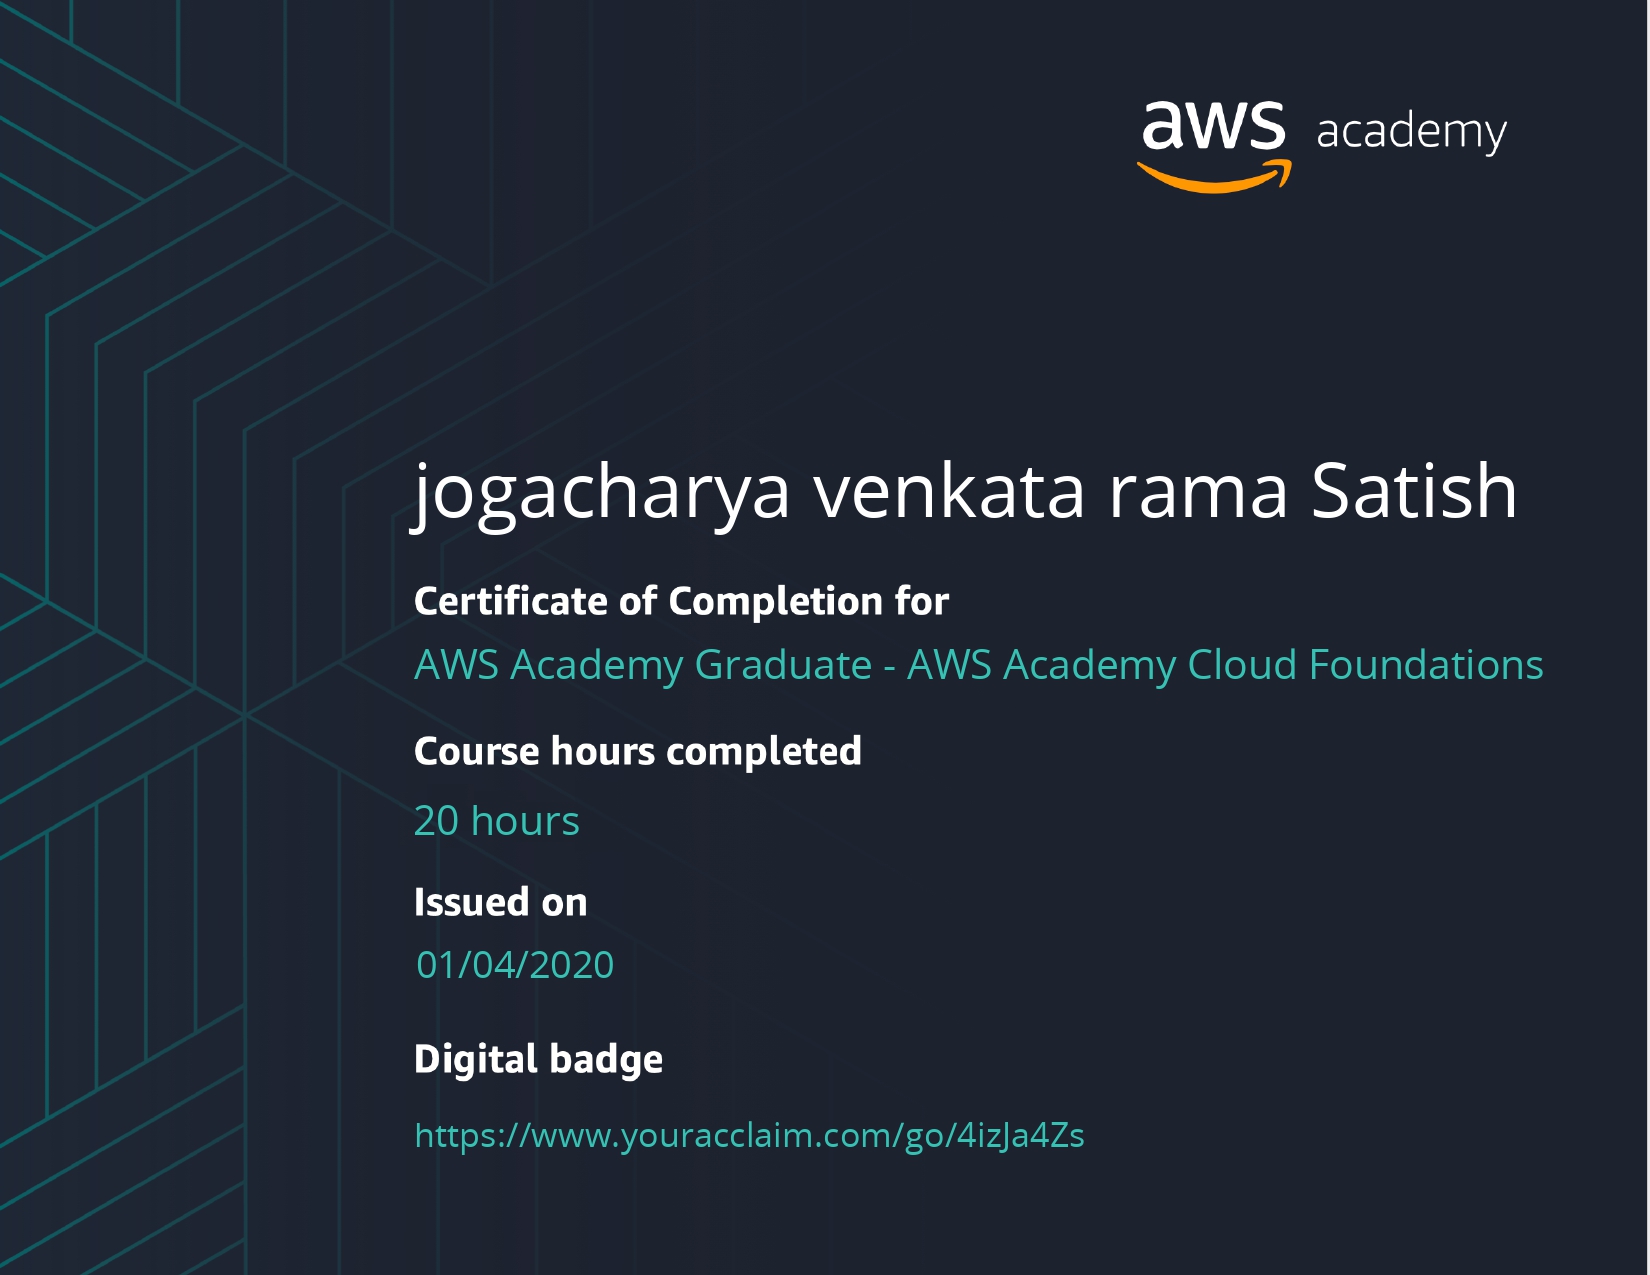 aws academy
jogacharya venkata rama Satish
Certificate of Completion for
AWS Academy Graduate - AWS Academy Cloud Foundations
Course hours completed
20 hours
Issued on
01/04/2020
Digital badge
https://www.youracclaim.com/go/4izJa4Zs